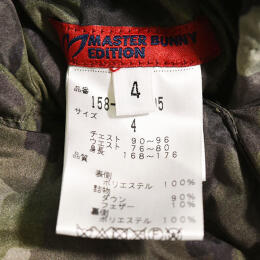 MASTER BUNNY
EDITION
4
品番
158-
サイズ
4
チェスト 90~96
ウエスト 76~80
身長 168~176
品質
表側
ポリエステル 100%
詰物
ダウン 90%
フェザー 10%
裏側
ポリエステル 100%